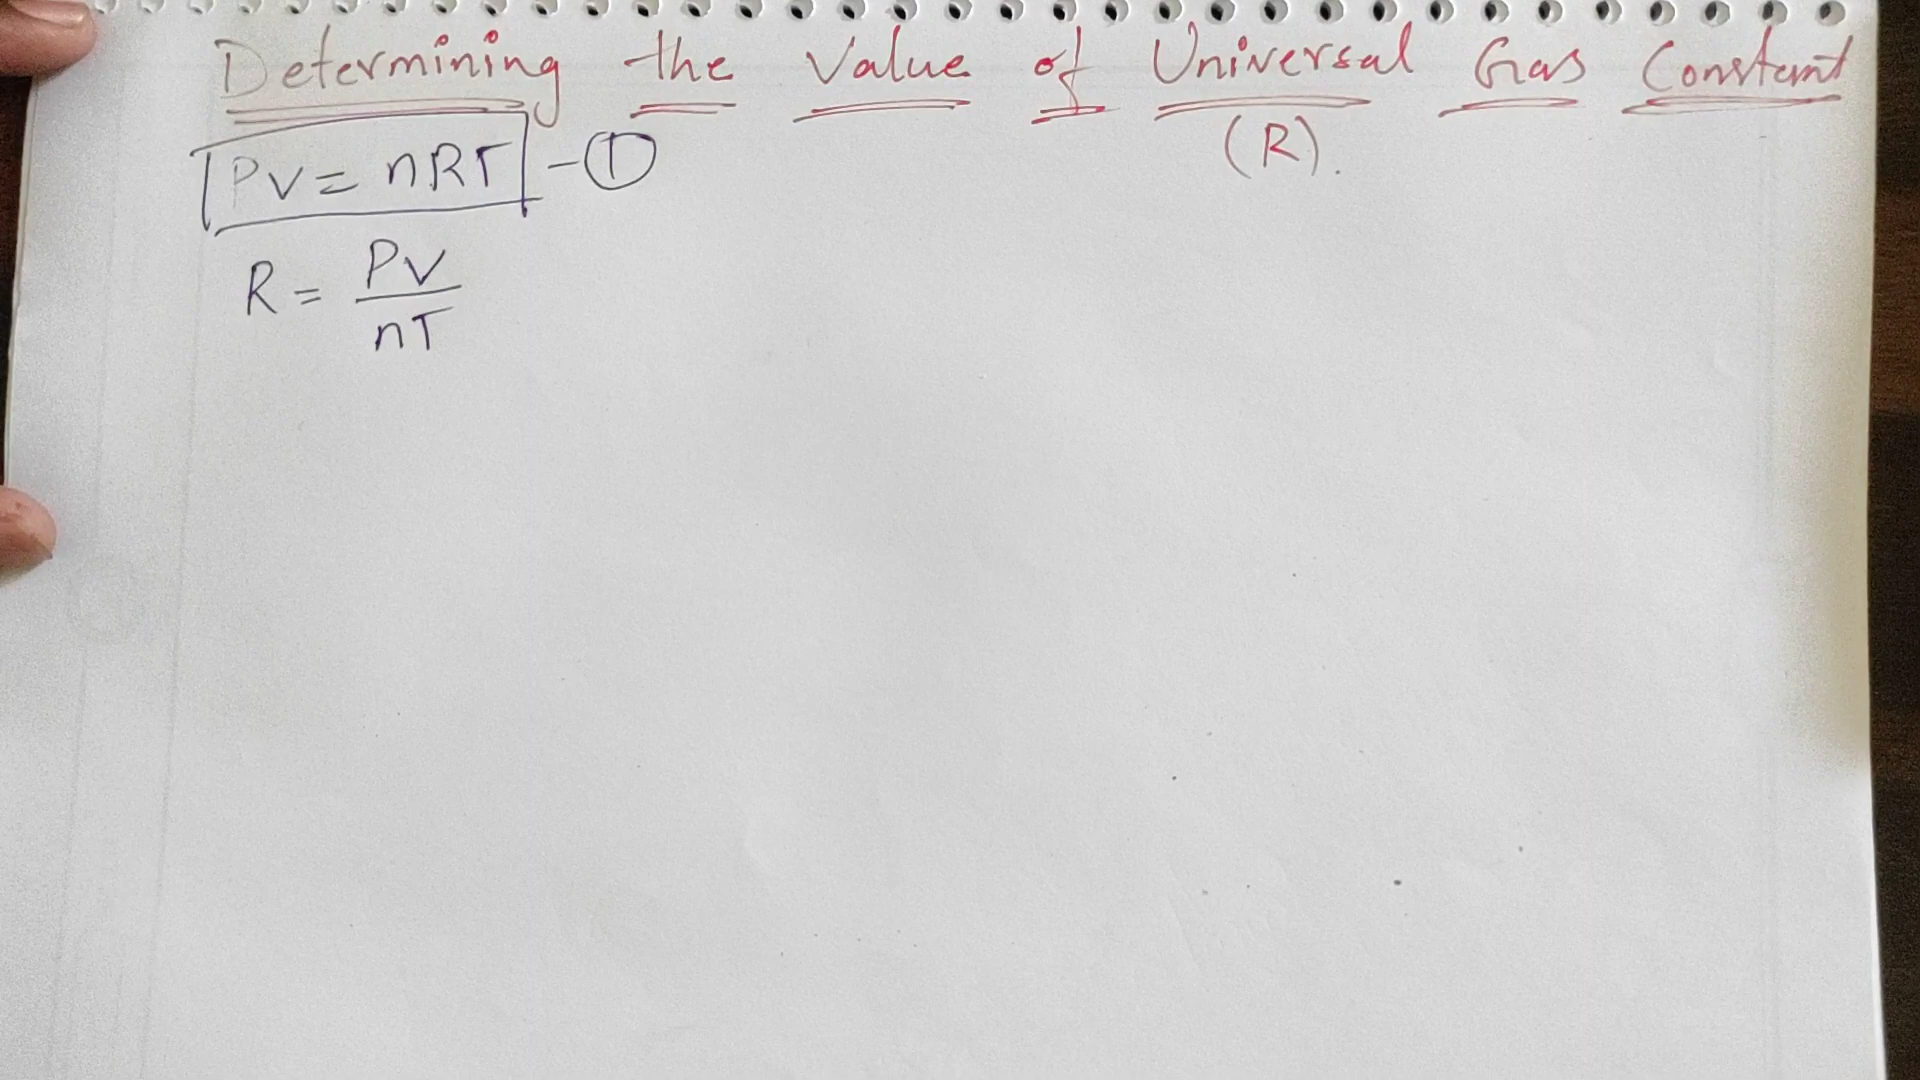 Determining the Value of Universal Gas Constant
(R).
PV = nRT - ①
R = PV / nT